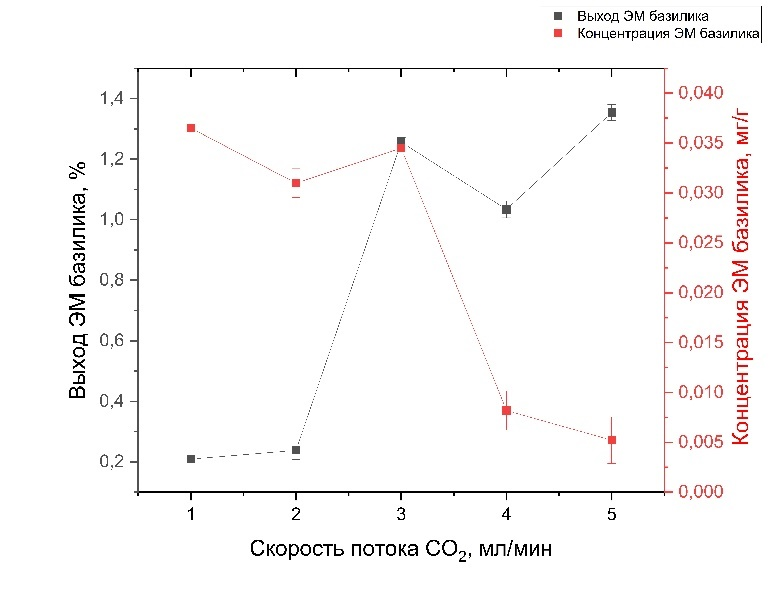 Выход ЭМ базилика
Концентрация ЭМ базилика
1,4
1,2
1,0
0,8
0,6
0,4
0,2
Выход ЭМ базилика, %
0,040
0,035
0,030
0,025
0,020
0,015
0,010
0,005
0,000
Концентрация ЭМ базилика, мг/г
1 2 3 4 5
Скорость потока CO₂, мл/мин